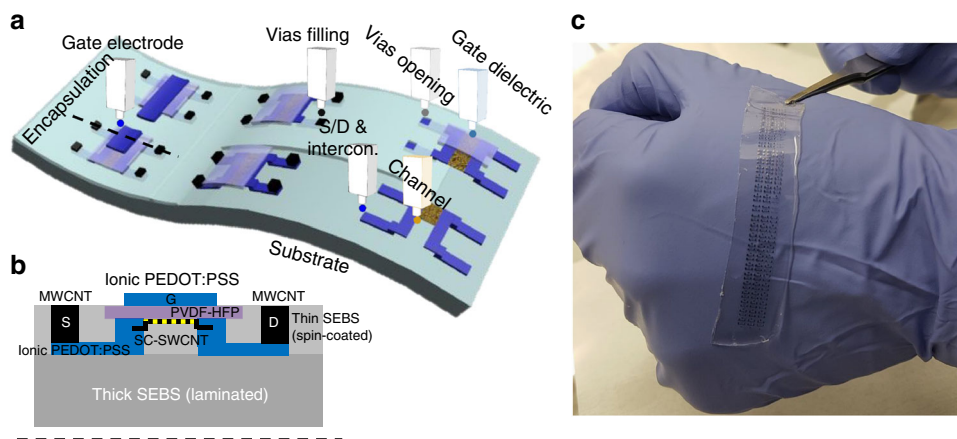 a
Gate electrode
Vias filling
Vias opening
Gate dielectric
Encapsulation
S/D &
intercon.
Channel
Substrate
b
Ionic PEDOT:PSS
MWCNT
G
MWCNT
PVDF-HFP
S
D
Thin SEBS
(spin-coated)
SC-SWCNT
Ionic PEDOT:PSS
Thick SEBS (laminated)
c